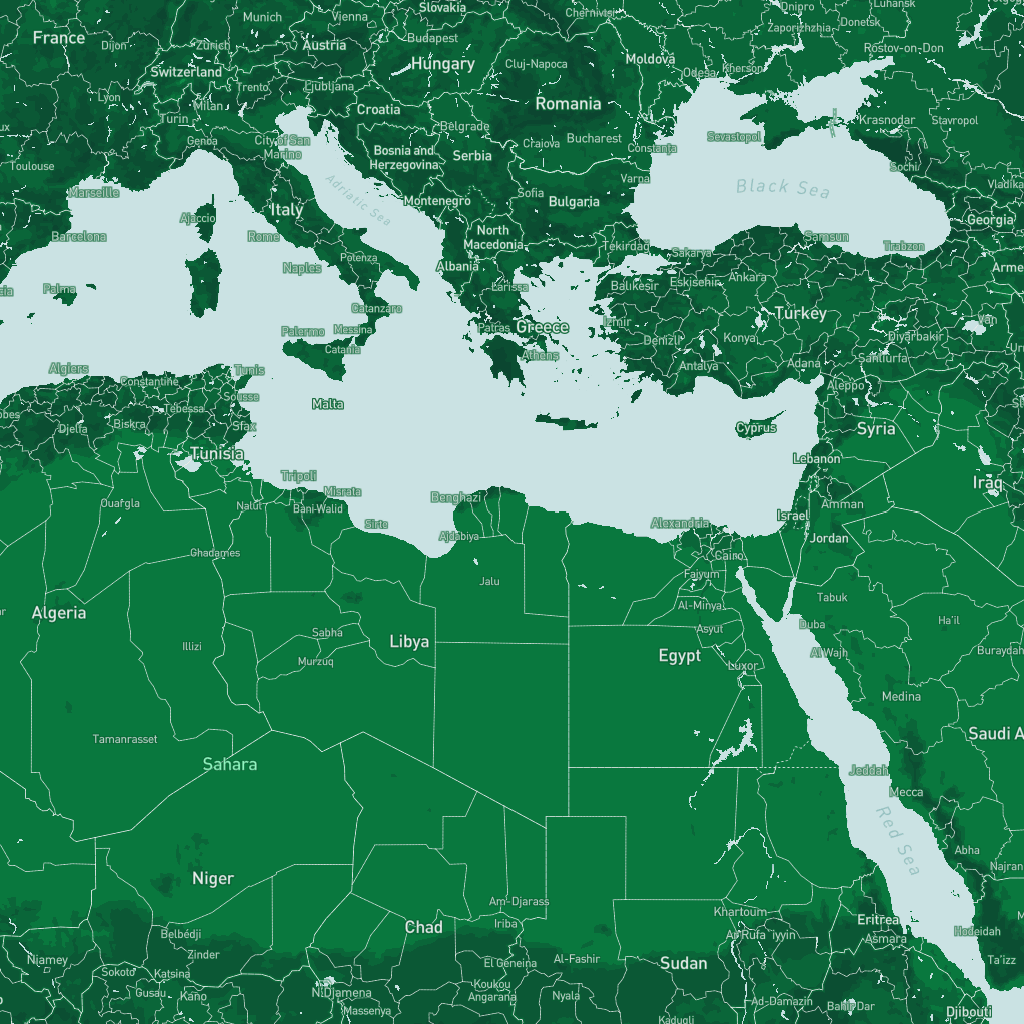 Slovakia
Chernivtsi
Dnipro
Luhansk
Munich
Vienna
Zaporizhzhia
Donetsk
France
Dijon
Zürich
Austria
Budapest
Rostov-on-Don
Switzerland
Hungary
Cluj-Napoca
Moldova
Odesa
Kherson
Trento
Ljubljana
Lyon
Milan
Croatia
Romania
Turin
Belgrade
Krasnodar
Stavropol
Genoa
City of San
Marino
Bosnia and
Herzegovina
Serbia
Craiova
Bucharest
Constanța
Sevastopol
Toulouse
Sochi
Marseille
Adriatic Sea
Sofia
Varna
Black Sea
Vladika
Ajaccio
Italy
Montenegro
Bulgaria
Georgia
Barcelona
Rome
North
Macedonia
Tekirdağ
Sakarya
Samsun
Trabzon
Naples
Potenza
Albania
Arme
Palma
Larissa
Balıkesir
Eskişehir
Ankara
Catanzaro
Patras
Greece
Izmir
Turkey
Van
Palermo
Messina
Catania
Athens
Denizli
Konya
Diyarbakır
Şanlıurfa
Algiers
Tunis
Antalya
Adana
Constantine
Aleppo
Sousse
Malta
Tébessa
Djelfa
Biskra
Sfax
Cyprus
Syria
Tunisia
Lebanon
Tripoli
Iraq
Ouargla
Nalut
Misrata
Benghazi
Amman
Bani Walid
Sirte
Alexandria
Israel
Ajdabiya
Jordan
Ghadames
Cairo
Jalu
Faiyum
Tabuk
Algeria
Al-Minya
Asyut
Duba
Ha'il
Illizi
Sabha
Libya
Egypt
Al Wajh
Buraydah
Murzuq
Luxor
Medina
Tamanrasset
Saudi A
Sahara
Jeddah
Mecca
Red Sea
Abha
Najran
Niger
Am-Djarass
Khartoum
Eritrea
Belbédji
Iriba
Chad
Ar Rufa`iyyin
Asmara
Hodeidah
Niamey
Zinder
El Geneina
Al-Fashir
Sudan
Ta'izz
Sokoto
Katsina
Gusau
Kano
N'Djamena
Koukou
Angarana
Nyala
Massenya
Ad-Damazin
Bahir Dar
Kadugli
Djibouti